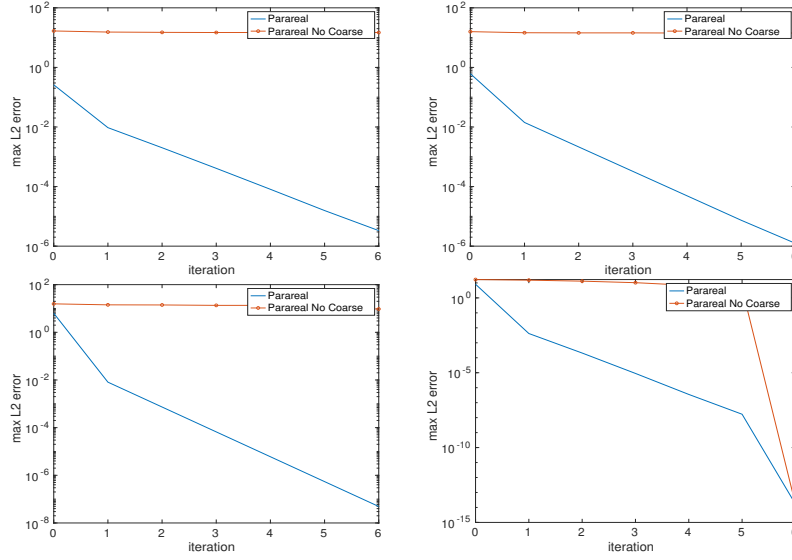 10^2
10^0
10^-2
10^-4
10^-6
max L2 error
0 1 2 3 4 5 6
iteration
Parareal
Parareal No Coarse
10^2
10^0
10^-2
10^-4
10^-6
max L2 error
0 1 2 3 4 5
iteration
Parareal
Parareal No Coarse
10^2
10^0
10^-2
10^-4
10^-6
10^-8
max L2 error
0 1 2 3 4 5 6
iteration
Parareal
Parareal No Coarse
10^0
10^-5
10^-10
10^-15
max L2 error
0 1 2 3 4 5
iteration
Parareal
Parareal No Coarse